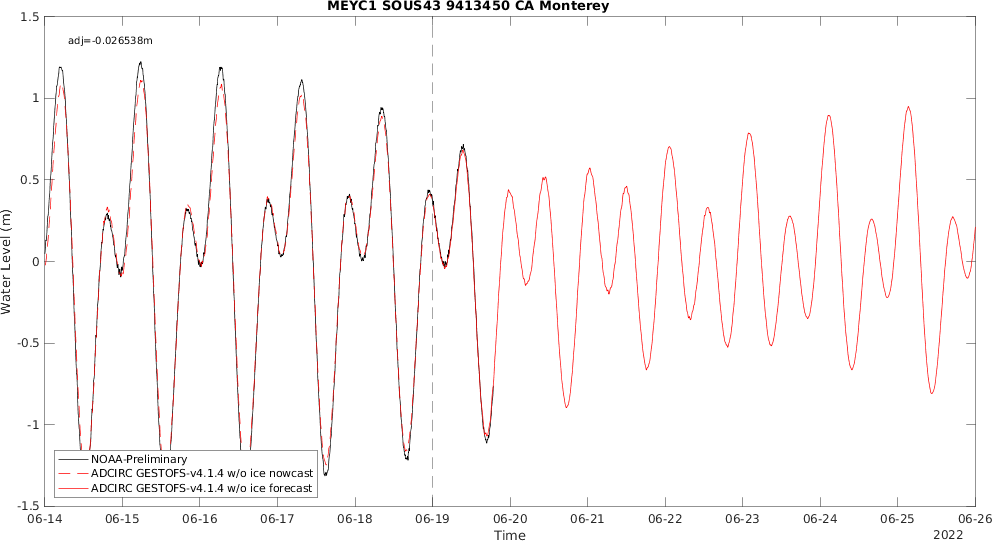 MEYC1 SOUS43 9413450 CA Monterey
adj=-0.026538m
1.5
1
0.5
0
-0.5
-1
-1.5
Water Level (m)
NOAA-Preliminary
ADCIRC GESTOFS-v4.1.4 w/o ice nowcast
ADCIRC GESTOFS-v4.1.4 w/o ice forecast
06-14 06-15 06-16 06-17 06-18 06-19 06-20 06-21 06-22 06-23 06-24 06-25 06-26
Time
2022